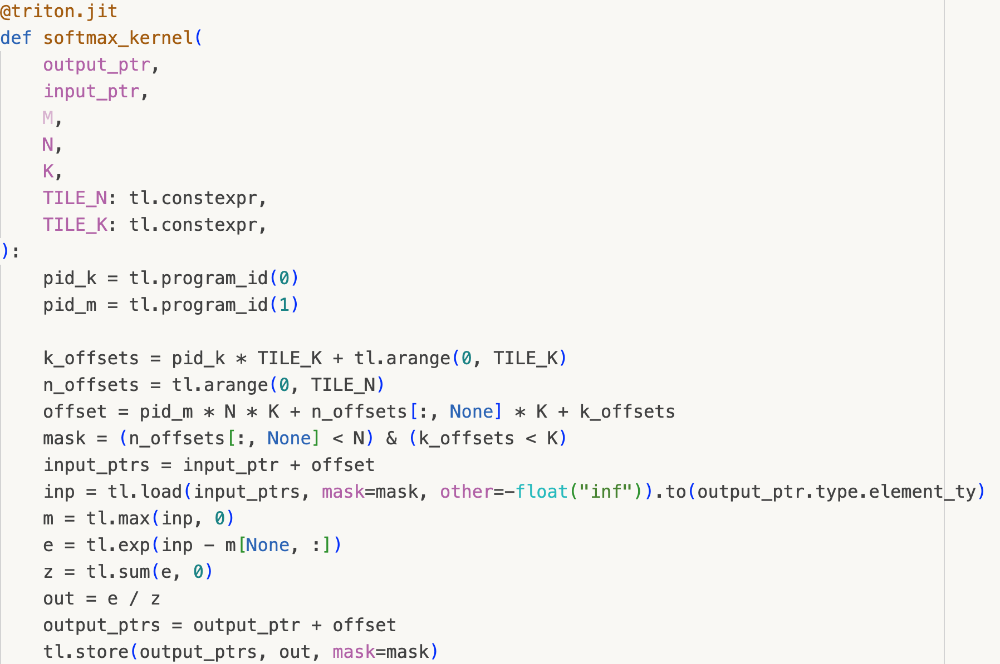 @triton.jit
def softmax_kernel(
    output_ptr,
    input_ptr,
    M,
    N,
    K,
    TILE_N: tl.constexpr,
    TILE_K: tl.constexpr,
):
    pid_k = tl.program_id(0)
    pid_m = tl.program_id(1)

    k_offsets = pid_k * TILE_K + tl.arange(0, TILE_K)
    n_offsets = tl.arange(0, TILE_N)
    offset = pid_m * N * K + n_offsets[:, None] * K + k_offsets
    mask = (n_offsets[:, None] < N) & (k_offsets < K)
    input_ptrs = input_ptr + offset
    inp = tl.load(input_ptrs, mask=mask, other=-float("inf")).to(output_ptr.type.element_ty)
    m = tl.max(inp, 0)
    e = tl.exp(inp - m[None, :])
    z = tl.sum(e, 0)
    out = e / z
    output_ptrs = output_ptr + offset
    tl.store(output_ptrs, out, mask=mask)